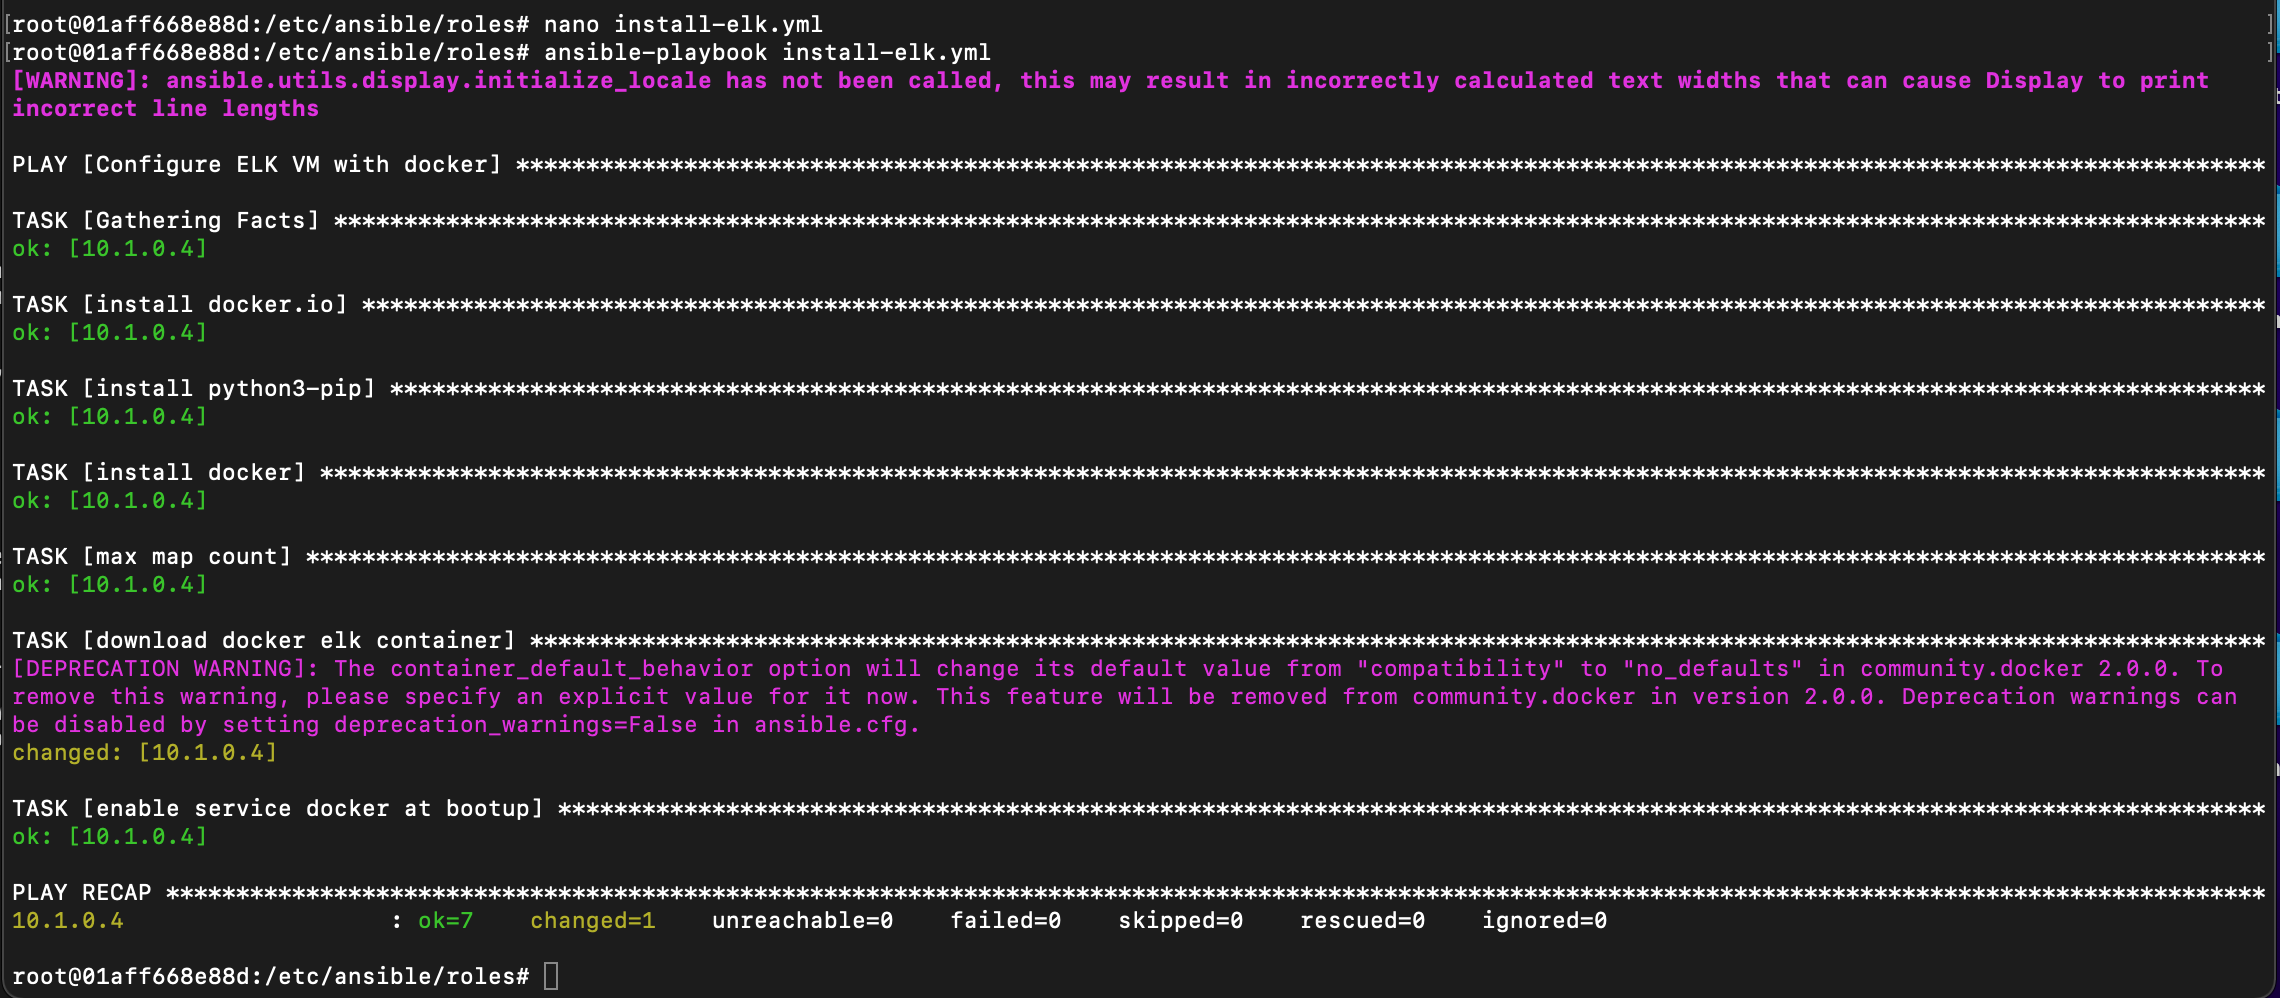 [root@01aff668e88d:/etc/ansible/roles# nano install-elk.yml ]
[root@01aff668e88d:/etc/ansible/roles# ansible-playbook install-elk.yml ]
[WARNING]: ansible.utils.display.initialize_locale has not been called, this may result in incorrectly calculated text widths that can cause Display to print
incorrect line lengths
PLAY [Configure ELK VM with docker] *****************************************************************************************************************************
TASK [Gathering Facts] ******************************************************************************************************************************************
ok: [10.1.0.4]
TASK [install docker.io] ****************************************************************************************************************************************
ok: [10.1.0.4]
TASK [install python3-pip] **************************************************************************************************************************************
ok: [10.1.0.4]
TASK [install docker] *******************************************************************************************************************************************
ok: [10.1.0.4]
TASK [max map count] ********************************************************************************************************************************************
ok: [10.1.0.4]
TASK [download docker elk container] ****************************************************************************************************************************
[DEPRECATION WARNING]: The container_default_behavior option will change its default value from "compatibility" to "no_defaults" in community.docker 2.0.0. To
remove this warning, please specify an explicit value for it now. This feature will be removed from community.docker in version 2.0.0. Deprecation warnings can
be disabled by setting deprecation_warnings=False in ansible.cfg.
changed: [10.1.0.4]
TASK [enable service docker at bootup] **************************************************************************************************************************
ok: [10.1.0.4]
PLAY RECAP ******************************************************************************************************************************************************
10.1.0.4                   : ok=7    changed=1    unreachable=0    failed=0    skipped=0    rescued=0    ignored=0
root@01aff668e88d:/etc/ansible/roles#